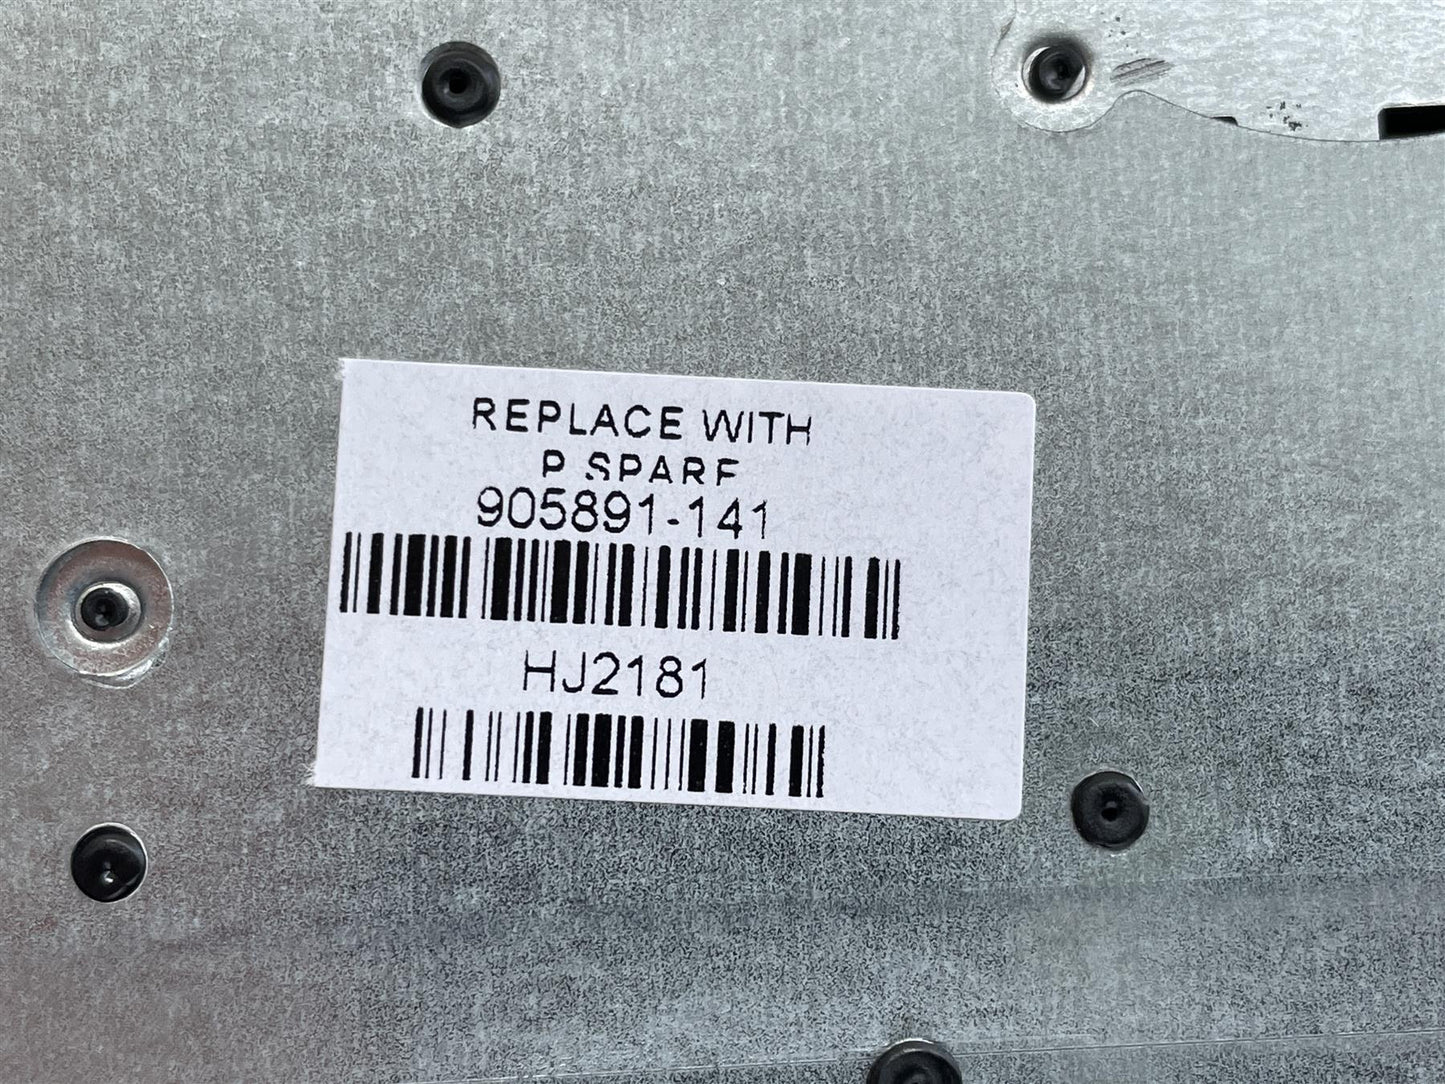 REPLACE WITH
P SPARE
905891-141
HJ2181